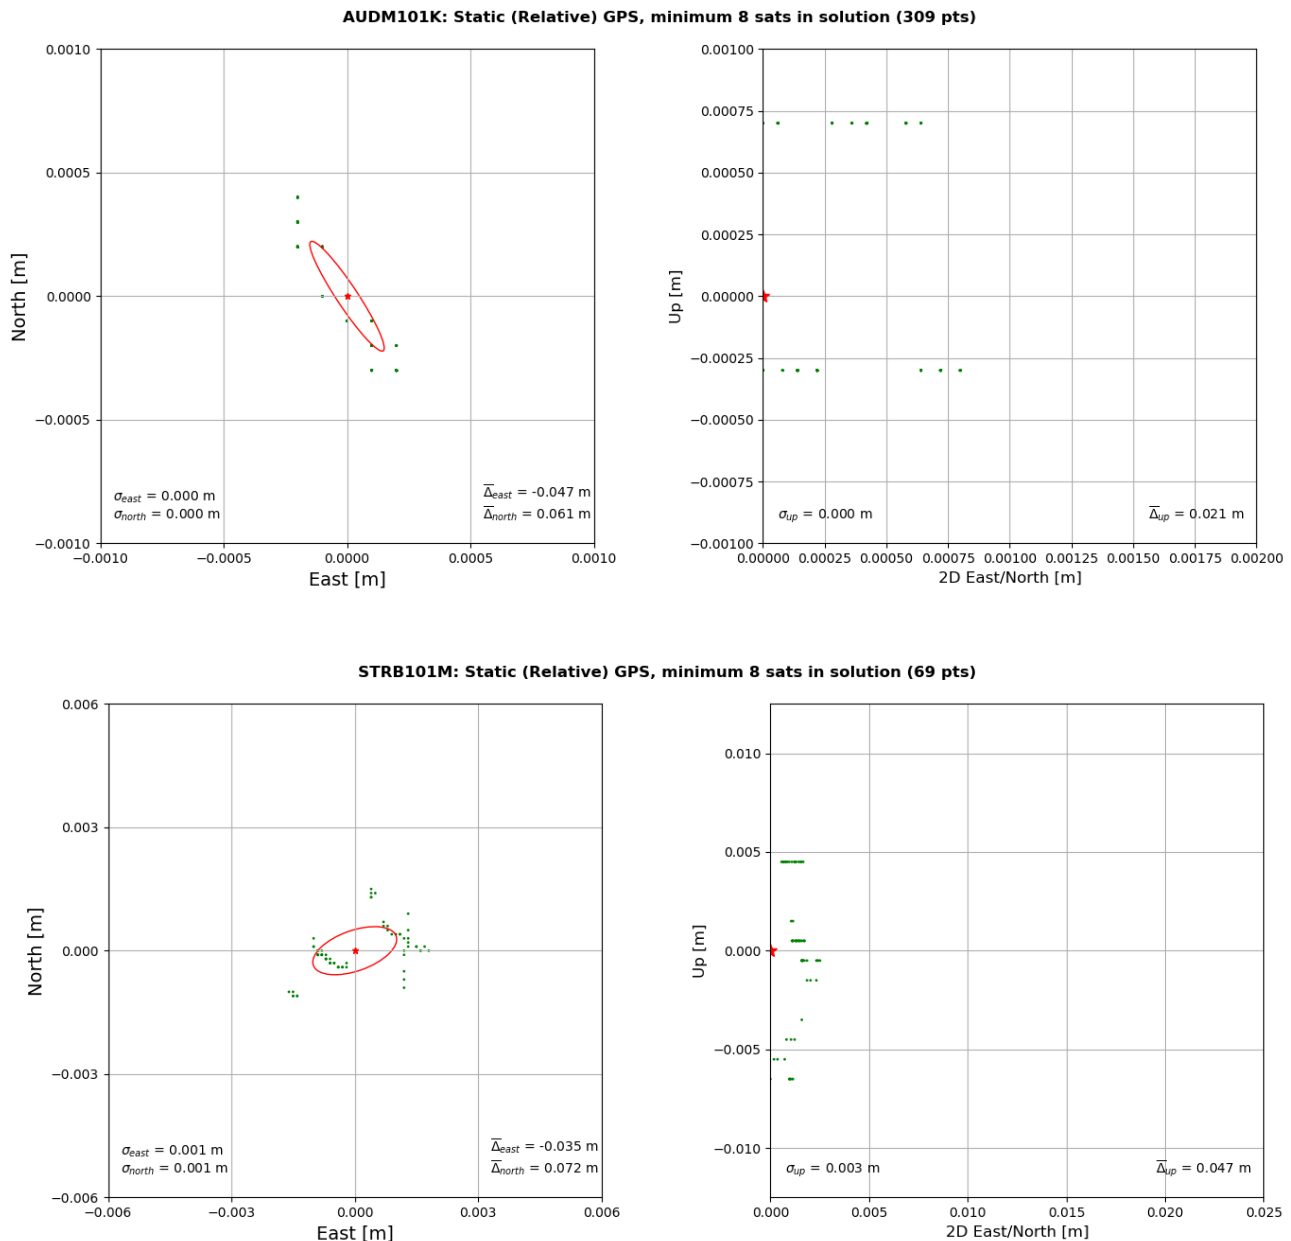 AUDM101K: Static (Relative) GPS, minimum 8 sats in solution (309 pts)
0.0010
0.0005
0.0000
−0.0005
−0.0010
North [m]
σeast = 0.000 m
σnorth = 0.000 m
Δeast = -0.047 m
Δnorth = 0.061 m
−0.0010 −0.0005 0.0000 0.0005 0.0010
East [m]
0.00100
0.00075
0.00050
0.00025
0.00000
−0.00025
−0.00050
−0.00075
−0.00100
Up [m]
σup = 0.000 m
Δup = 0.021 m
0.00000 0.00025 0.00050 0.00075 0.00100 0.00125 0.00150 0.00175 0.00200
2D East/North [m]
STRB101M: Static (Relative) GPS, minimum 8 sats in solution (69 pts)
0.006
0.003
0.000
−0.003
−0.006
North [m]
σeast = 0.001 m
σnorth = 0.001 m
Δeast = -0.035 m
Δnorth = 0.072 m
−0.006 −0.003 0.000 0.003 0.006
East [m]
0.010
0.005
0.000
−0.005
−0.010
Up [m]
σup = 0.003 m
Δup = 0.047 m
0.000 0.005 0.010 0.015 0.020 0.025
2D East/North [m]